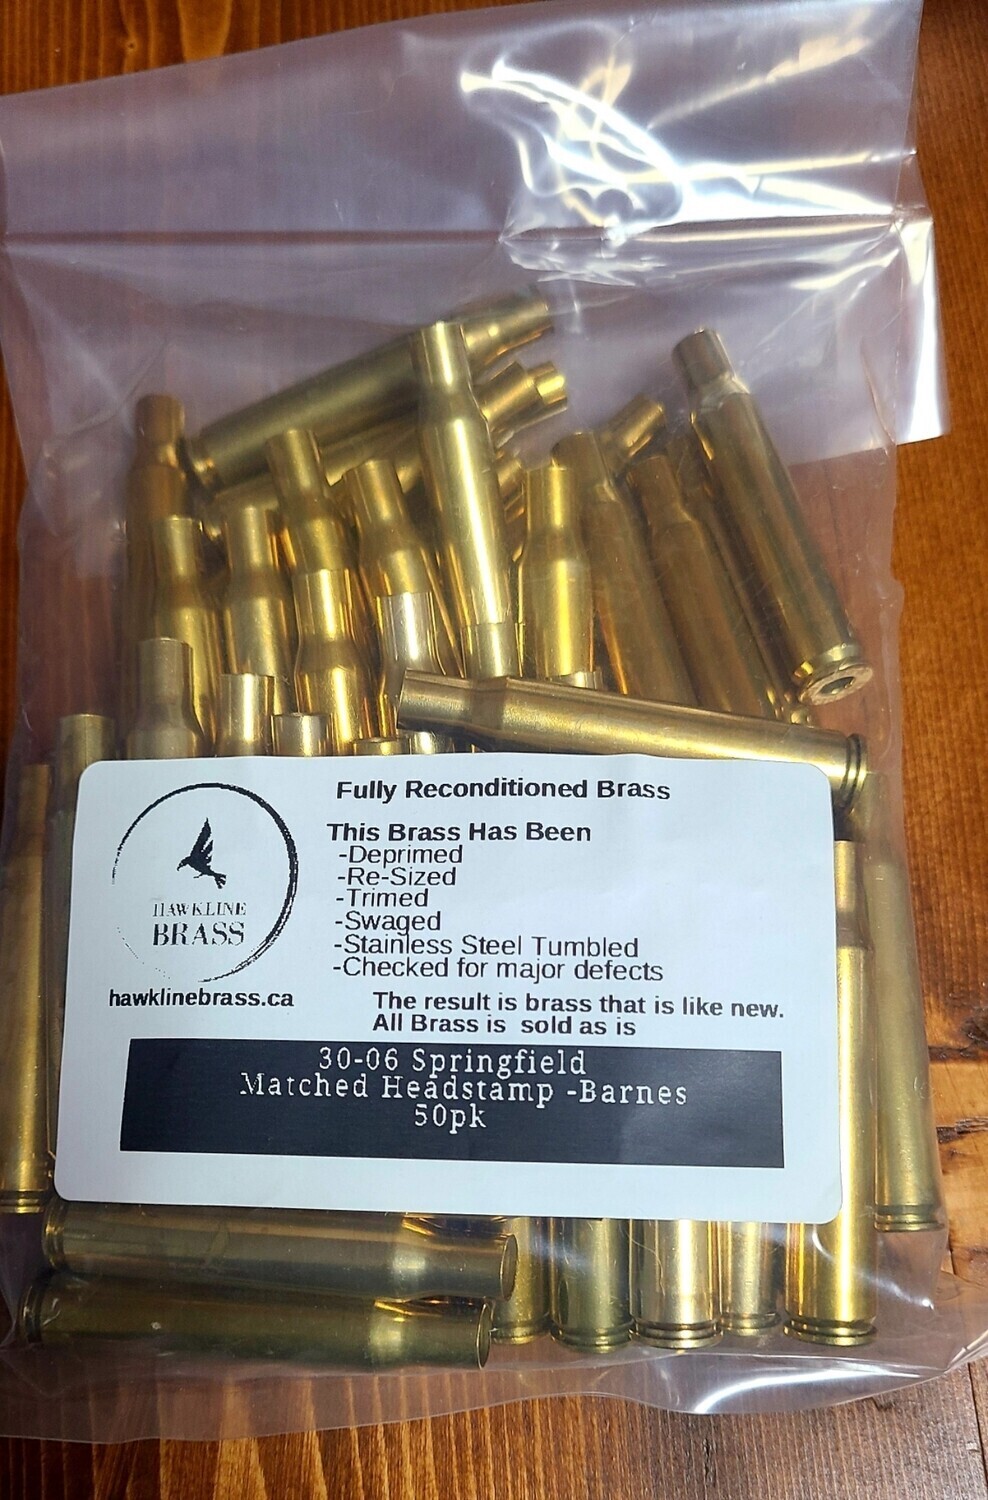 Fully Reconditioned Brass
This Brass Has Been
-Deprimed
-Re-Sized
-Trimed
-Swaged
-Stainless Steel Tumbled
-Checked for major defects
HAWKLINE
BRASS
hawklinebrass.ca
The result is brass that is like new.
All Brass is sold as is
30-06 Springfield
Matched Headstamp -Barnes
50pk